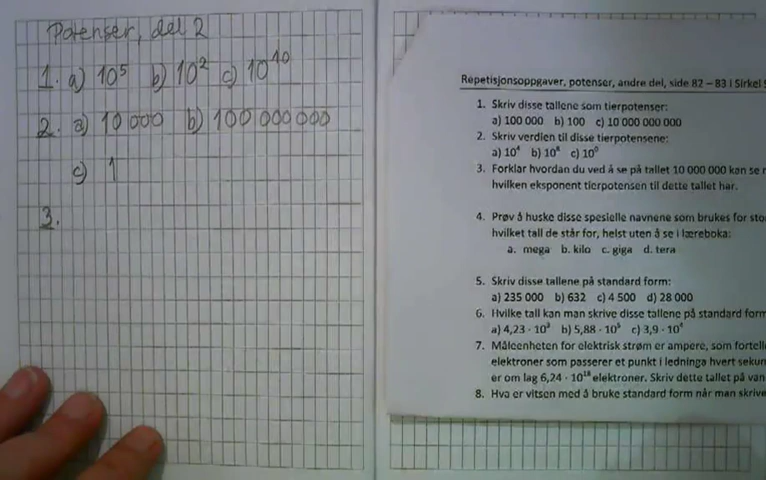 Potenser, del 2
1. a) 10⁵ b) 10² c) 10¹⁰
2. a) 10 000 b) 100 000 000
c) 1
3.
Repetisjonsoppgaver, potenser, andre del, side 82 – 83 i Sirkel
1. Skriv disse tallene som tierpotenser:
a) 100 000 b) 100 c) 10 000 000 000
2. Skriv verdien til disse tierpotensene:
a) 10⁴ b) 10⁸ c) 10⁰
3. Forklar hvordan du ved å se på tallet 10 000 000 kan se
hvilken eksponent tierpotensen til dette tallet har.
4. Prøv å huske disse spesielle navnene som brukes for
hvilket tall de står for, helst uten å se i læreboka:
a. mega b. kilo c. giga d. tera
5. Skriv disse tallene på standard form:
a) 235 000 b) 632 c) 4 500 d) 28 000
6. Hvilke tall kan man skrive disse tallene på standard form
a) 4,23 · 10³ b) 5,88 · 10⁵ c) 3,9 · 10⁴
7. Måleenheten for elektrisk strøm er ampere, som
elektroner som passerer et punkt i ledninga hvert
er om lag 6,24 · 10¹⁸ elektroner. Skriv dette tallet på
8. Hva er vitsen med å bruke standard form når man